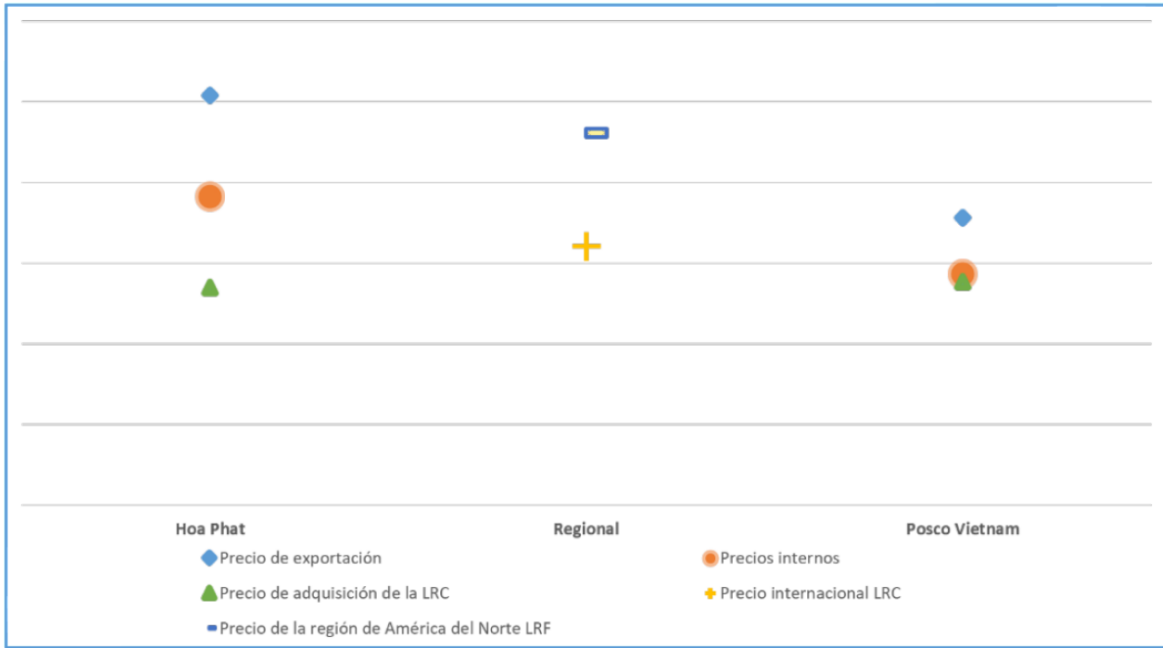 Hoa Phat
Regional
Posco Vietnam
Precio de exportación
Precios internos
Precio de adquisición de la LRC
Precio internacional LRC
Precio de la región de América del Norte LRF